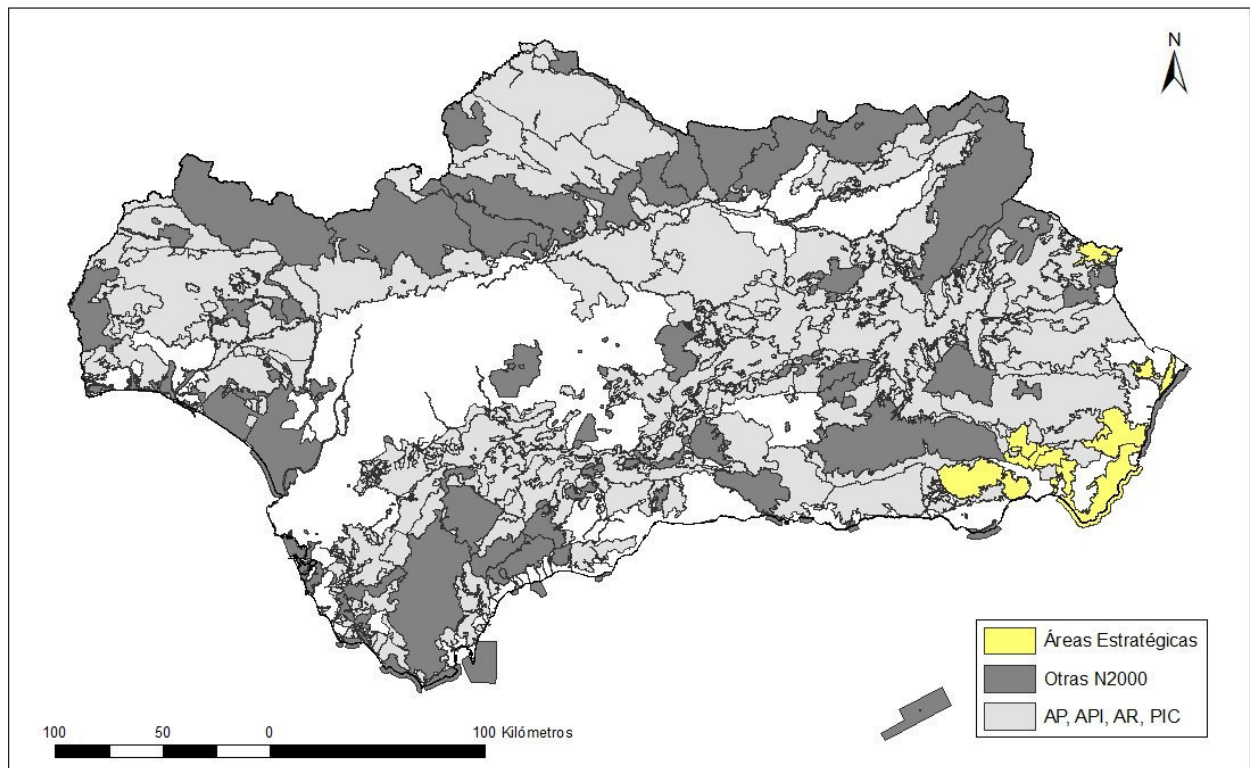 N
Áreas Estratégicas
Otras N2000
AP, API, AR, PIC
100 50 0 100 Kilómetros